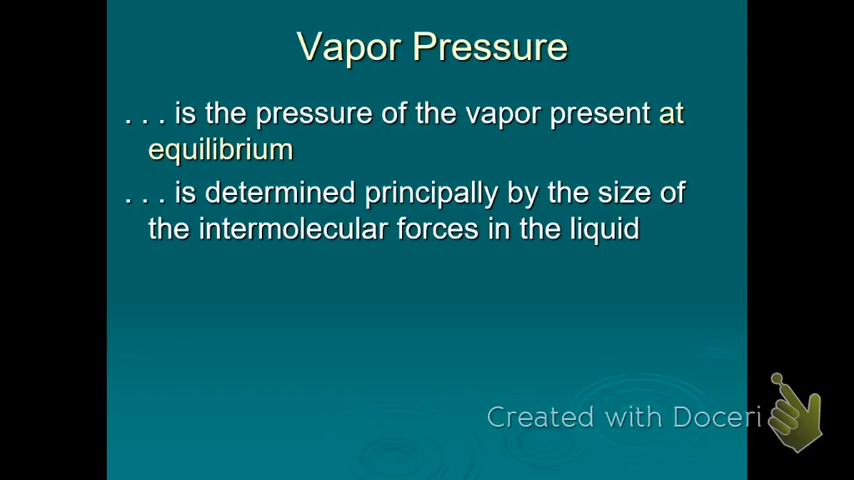 Vapor Pressure
. . . is the pressure of the vapor present at
equilibrium
. . . is determined principally by the size of
the intermolecular forces in the liquid
Created with Doceri